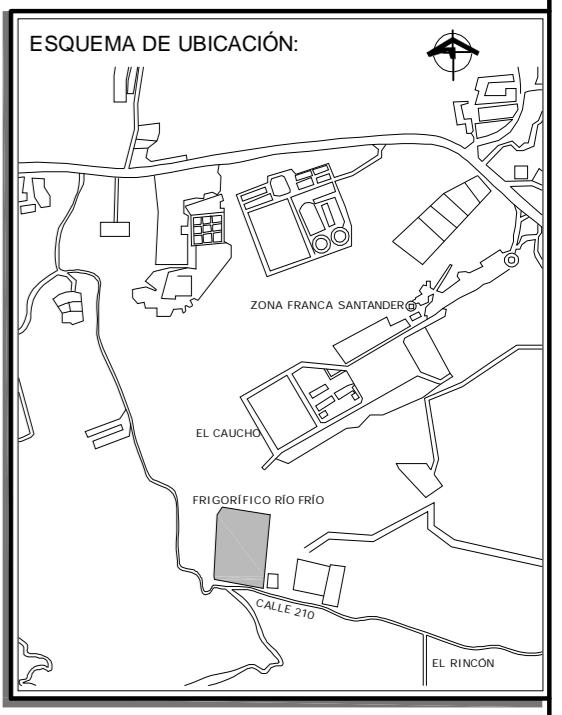 ESQUEMA DE UBICACIÓN:
ZONA FRANCA SANTANDER
EL CAUCHO
FRIGORÍFICO RÍO FRÍO
CALLE 210
EL RINCÓN